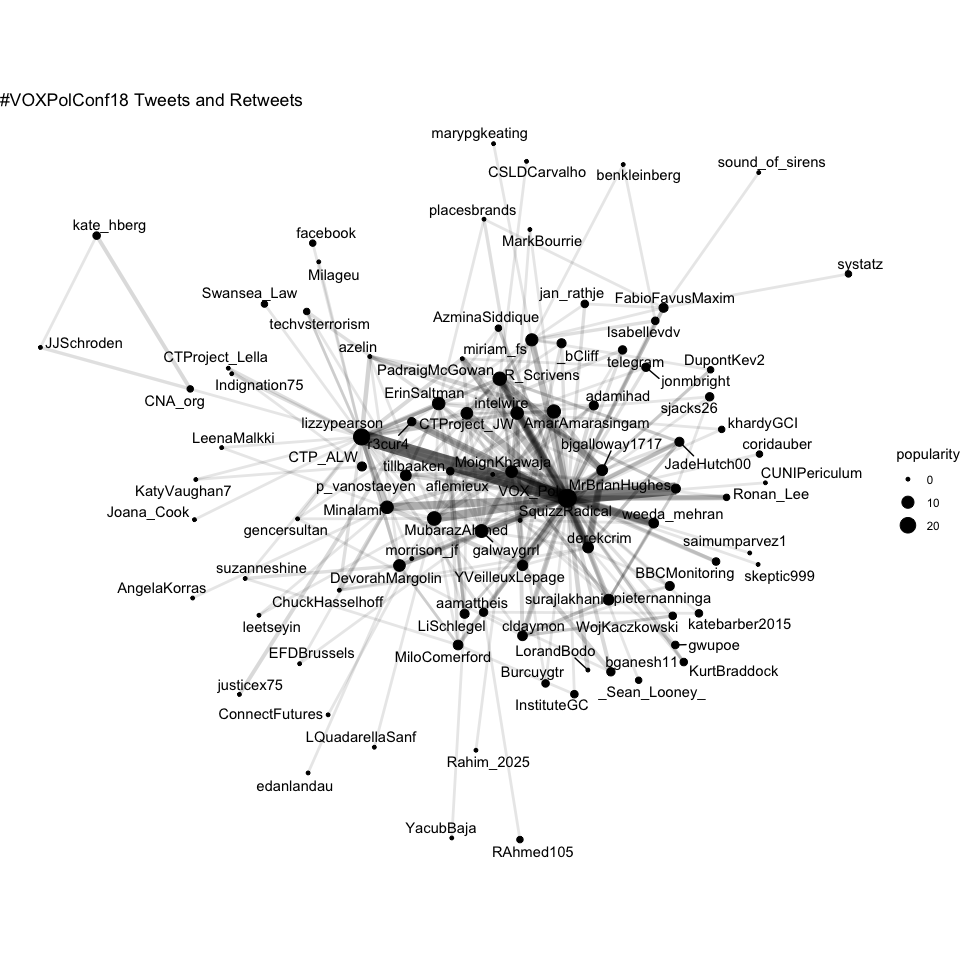 #VOXPolConf18 Tweets and Retweets
marypgkeating
sound_of_sirens
CSLDCarvalho
benkleinberg
placesbrands
kate_hberg
facebook
MarkBourrie
systatz
Milageu
Swansea_Law
jan_rathje
FabioFavusMaxim
techvsterrorism
AzminaSiddique
Isabellevdv
JJSchroden
azelin
miriam_fs
_bCliff
CTProject_Lella
telegram
DupontKev2
PadraigMcGowan
R_Scrivens
Indignation75
jonmbright
CNA_org
ErinSaltman
adamihad
intelwire
sjacks26
lizzypearson
CTProject_JW
AmarAmarasingam
khardyGCI
LeenaMalkki
r3cur4
bjgalloway1717
coridauber
CTP_ALW
tillbaaken
MoignKhawaja
JadeHutch00
popularity
0
10
20
KatyVaughan7
p_vanostaeyen
aflemieux
VOX_Pol
MrBrianHughes
CUNIPericulum
Ronan_Lee
Joana_Cook
Minalami
SquizzRadical
weeda_mehran
gencersultan
MubarazAhmed
saimumparvez1
morrison_jf
galwaygrrl
derekcrim
suzanneshine
DevorahMargolin
YVeilleuxLepage
BBCMonitoring
skeptic999
AngelaKorras
ChuckHasselhoff
aamattheis
surajlakhani
pieternanninga
leetseyin
LiSchlegel
cldaymon
WojKaczkowski
katebarber2015
EFDBrussels
MiloComerford
LorandBodo
gwupoe
bganesh11
KurtBraddock
justicex75
Burcuygtr
_Sean_Looney_
ConnectFutures
InstituteGC
LQuadarellaSanf
Rahim_2025
edanlandau
YacubBaja
RAhmed105